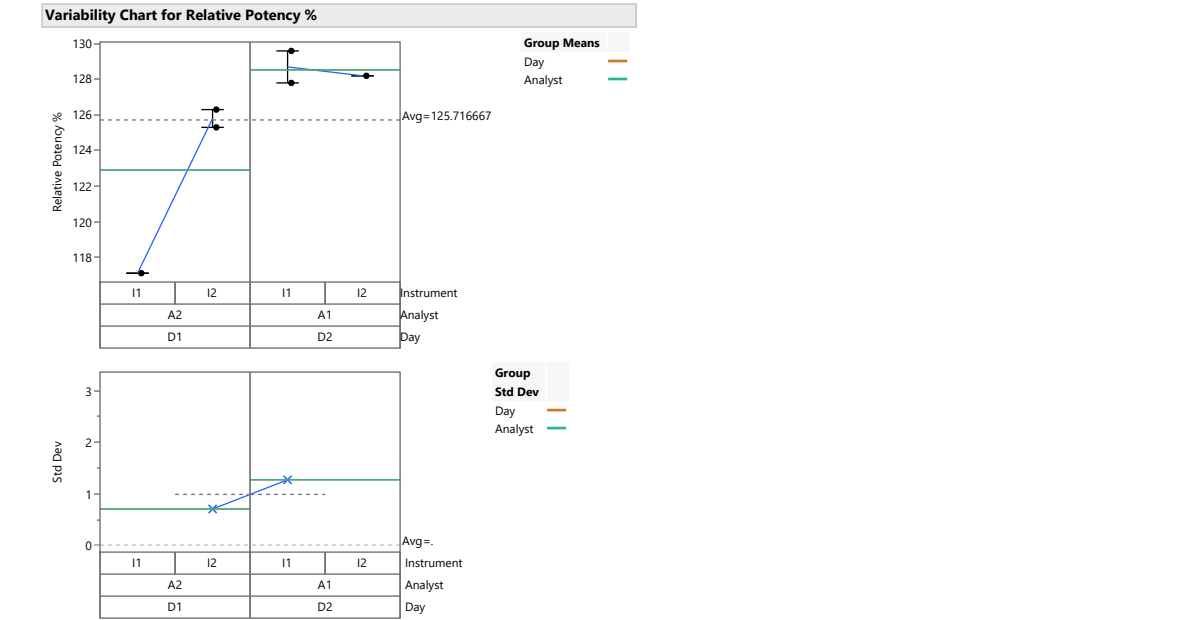 Variability Chart for Relative Potency %
130
128
126
124
122
120
118
Relative Potency %
Avg=125.716667
Group Means
Day
Analyst
I1 I2 I1 I2 Instrument
A2 A1 Analyst
D1 D2 Day
3
2
1
0
Std Dev
Avg=.
Group
Std Dev
Day
Analyst
I1 I2 I1 I2 Instrument
A2 A1 Analyst
D1 D2 Day